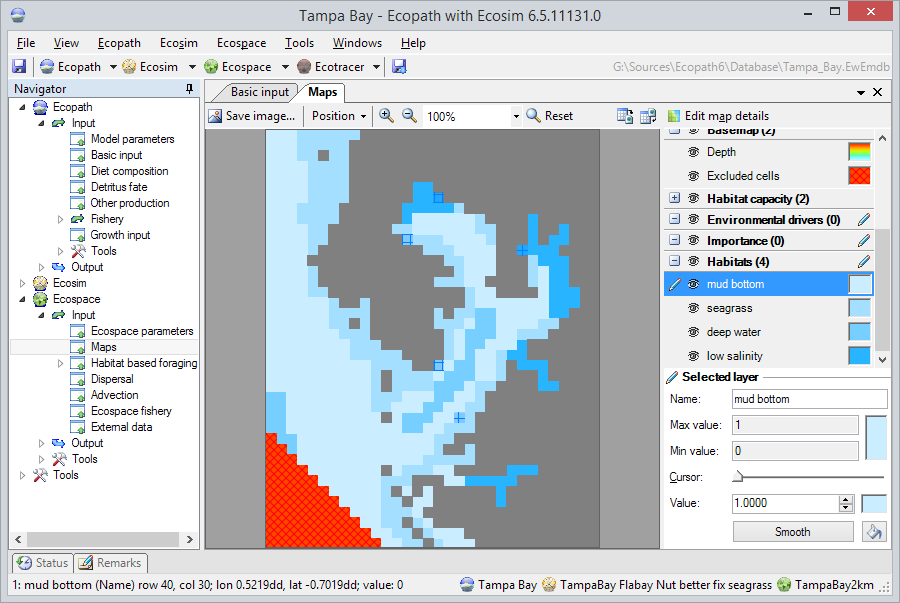 Tampa Bay - Ecopath with Ecosim 6.5.11131.0
File View Ecopath Ecosim Ecospace Tools Windows Help
Ecopath Ecosim Ecospace Ecotracer G:\Sources\Ecopath6\Database\Tampa_Bay.EwEmdb
Navigator
Ecopath
Input
Model parameters
Basic input
Diet composition
Detritus fate
Other production
Fishery
Growth input
Tools
Output
Ecosim
Ecospace
Input
Ecospace parameters
Maps
Habitat based foraging
Dispersal
Advection
Ecospace fishery
External data
Output
Tools
Tools
Basic input Maps
Save image... Position 100% Reset
Edit map details
Basemap (2)
Depth
Excluded cells
Habitat capacity (2)
Environmental drivers (0)
Importance (0)
Habitats (4)
mud bottom
seagrass
deep water
low salinity
Selected layer
Name: mud bottom
Max value: 1
Min value: 0
Cursor:
Value: 1.0000
Smooth
Status Remarks
1: mud bottom (Name) row 40, col 30; lon 0.5219dd, lat -0.7019dd; value: 0 Tampa Bay TampaBay Flabay Nut better fix seagrass TampaBay2km